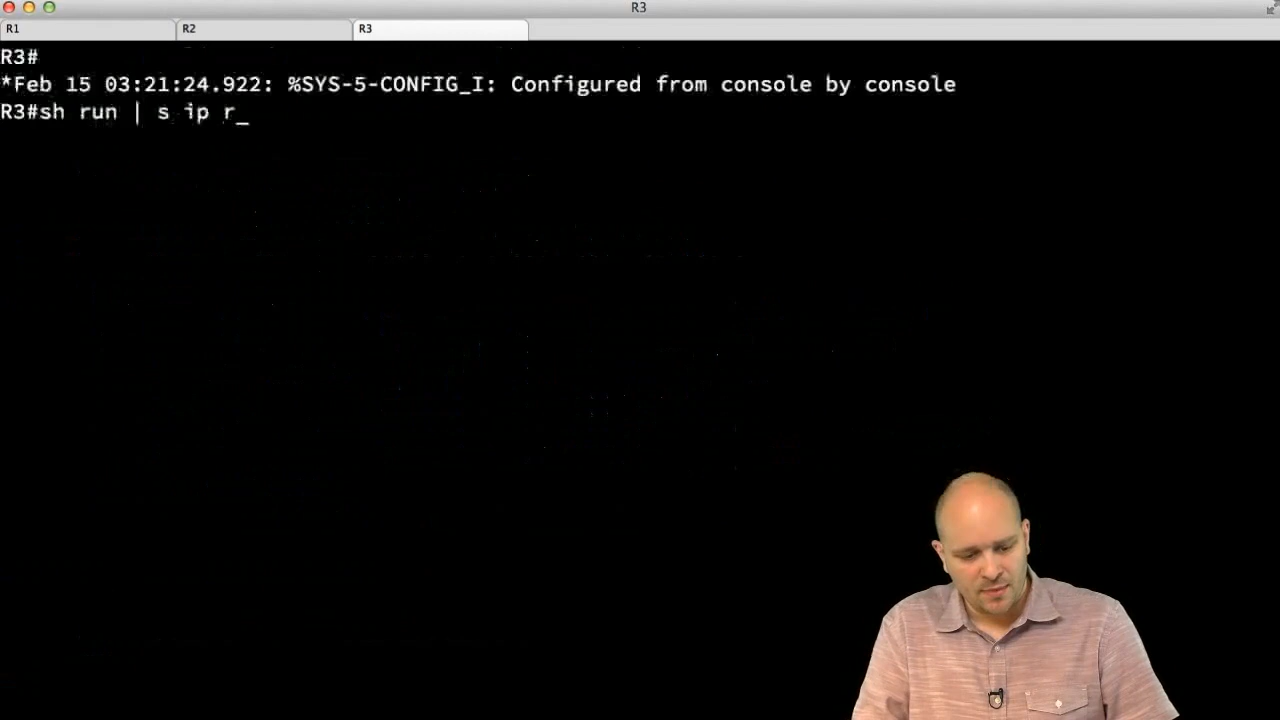 R3
R1
R2
R3
R3#
*Feb 15 03:21:24.922: %SYS-5-CONFIG_I: Configured from console by console
R3#sh run | s ip r_